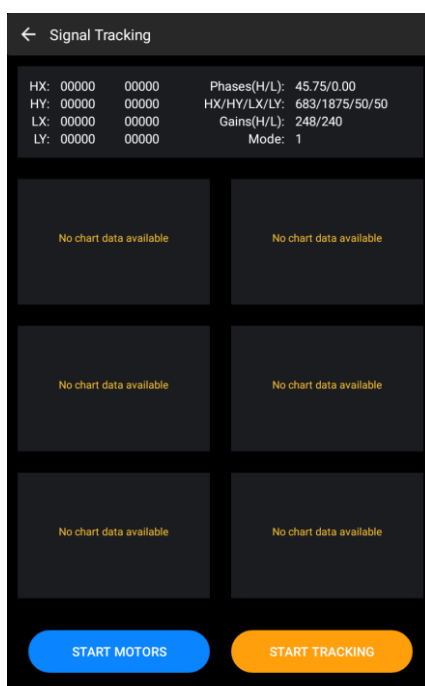 Signal Tracking
HX: 00000 00000 Phases(H/L): 45.75/0.00
HY: 00000 00000 HX/HY/LX/LY: 683/1875/50/50
LX: 00000 00000 Gains(H/L): 248/240
LY: 00000 00000 Mode: 1
No chart data available No chart data available
No chart data available No chart data available
No chart data available No chart data available
START MOTORS START TRACKING